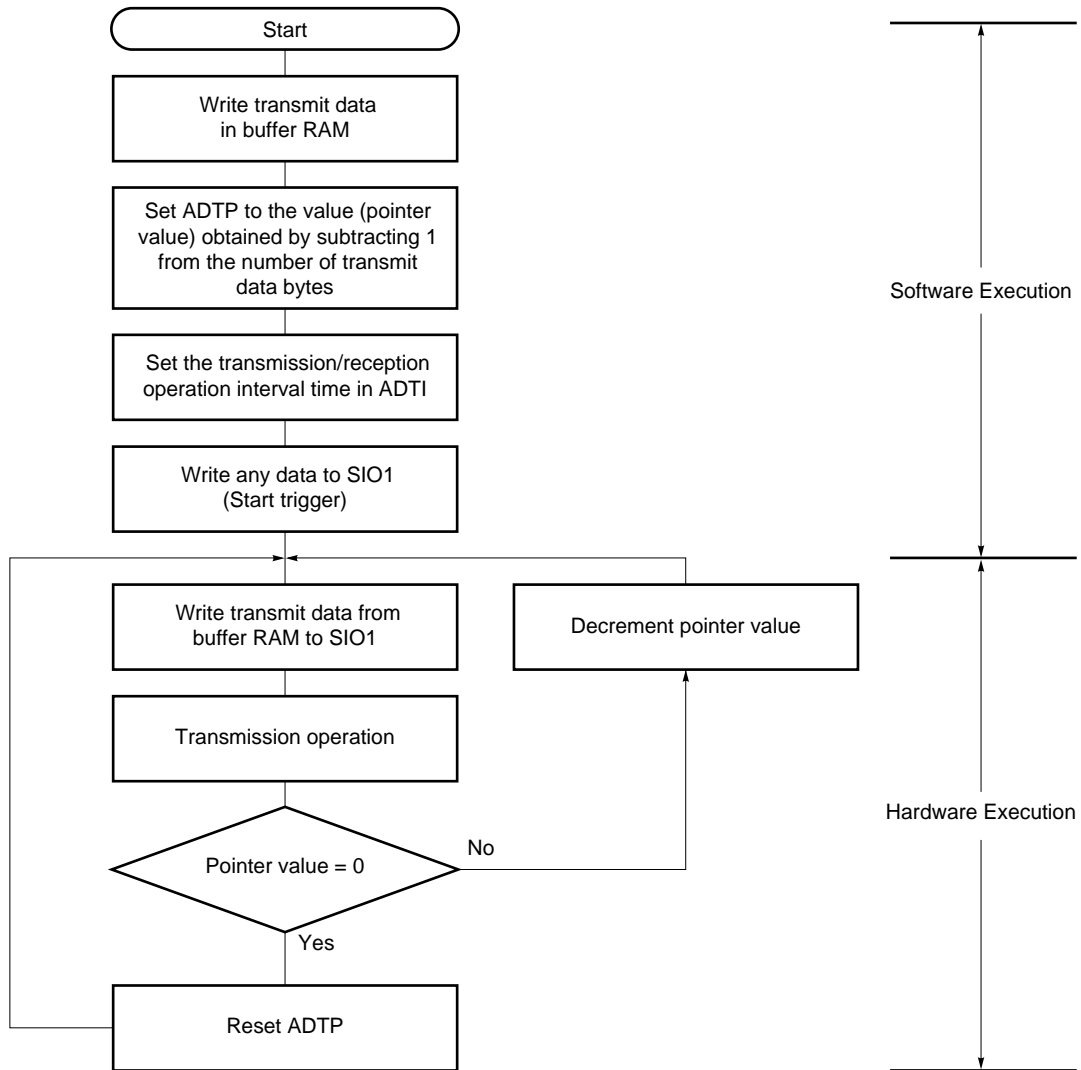 Start
Write transmit data
in buffer RAM
Set ADTP to the value (pointer
value) obtained by subtracting 1
from the number of transmit
data bytes
Software Execution
Set the transmission/reception
operation interval time in ADTI
Write any data to SIO1
(Start trigger)
Write transmit data from
buffer RAM to SIO1
Decrement pointer value
Transmission operation
Hardware Execution
Pointer value = 0
No
Yes
Reset ADTP